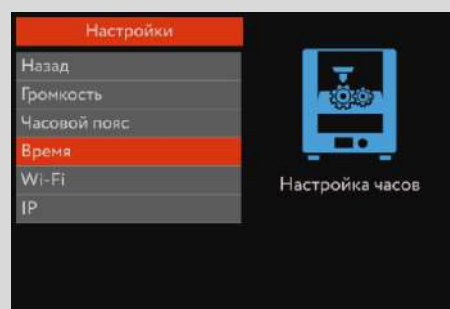 Настройки
Назад
Громкость
Часовой пояс
Время
Wi-Fi
IP
Настройка часов